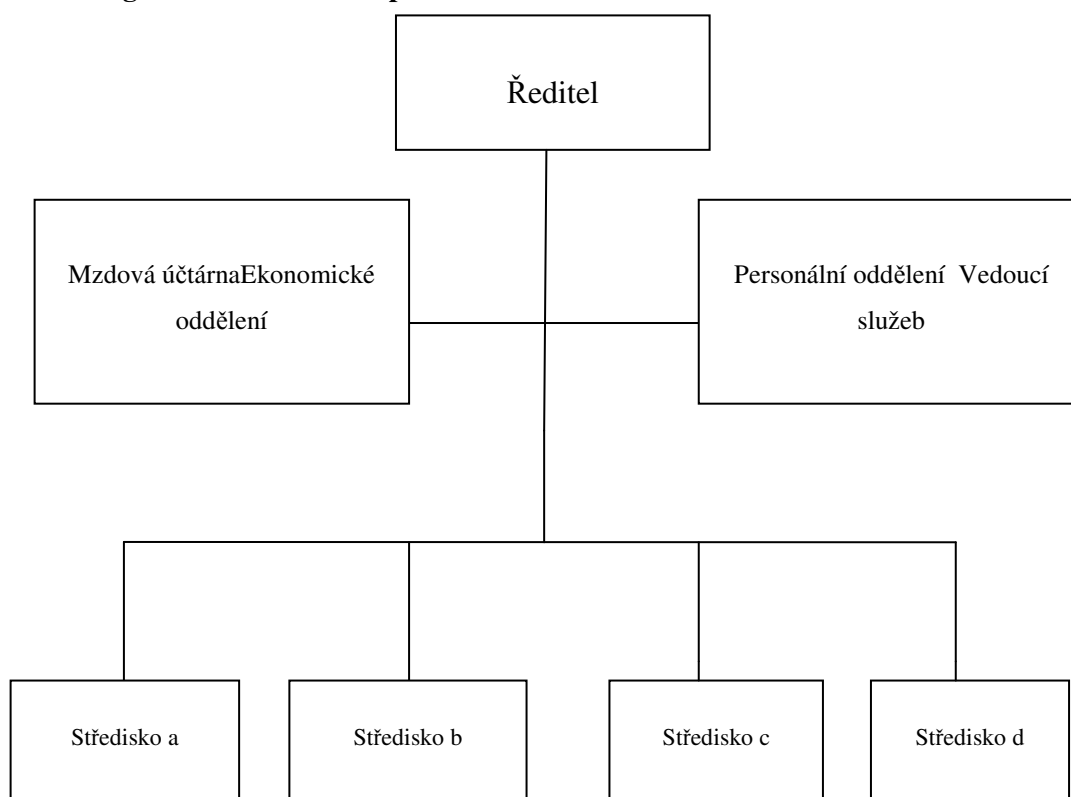 Ředitel
Mzdová účtárnaEkonomické
oddělení
Personální oddělení  Vedoucí
služeb
Středisko a
Středisko b
Středisko c
Středisko d